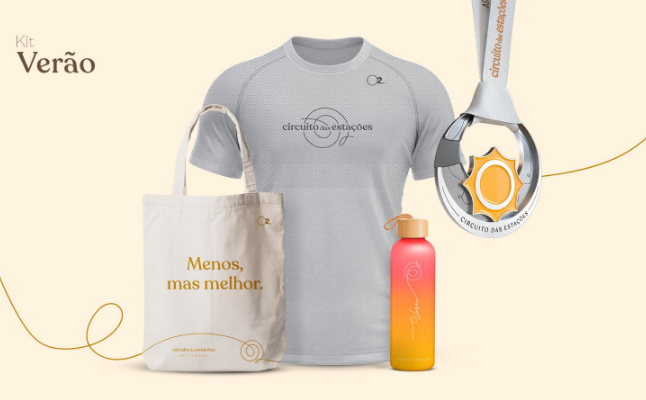 Kit
Verão
O2
circuito das estações
circuito das estações
CIRCUITO DAS ESTAÇÕES
O2
Menos,
mas melhor.
circuito das estações
Verão